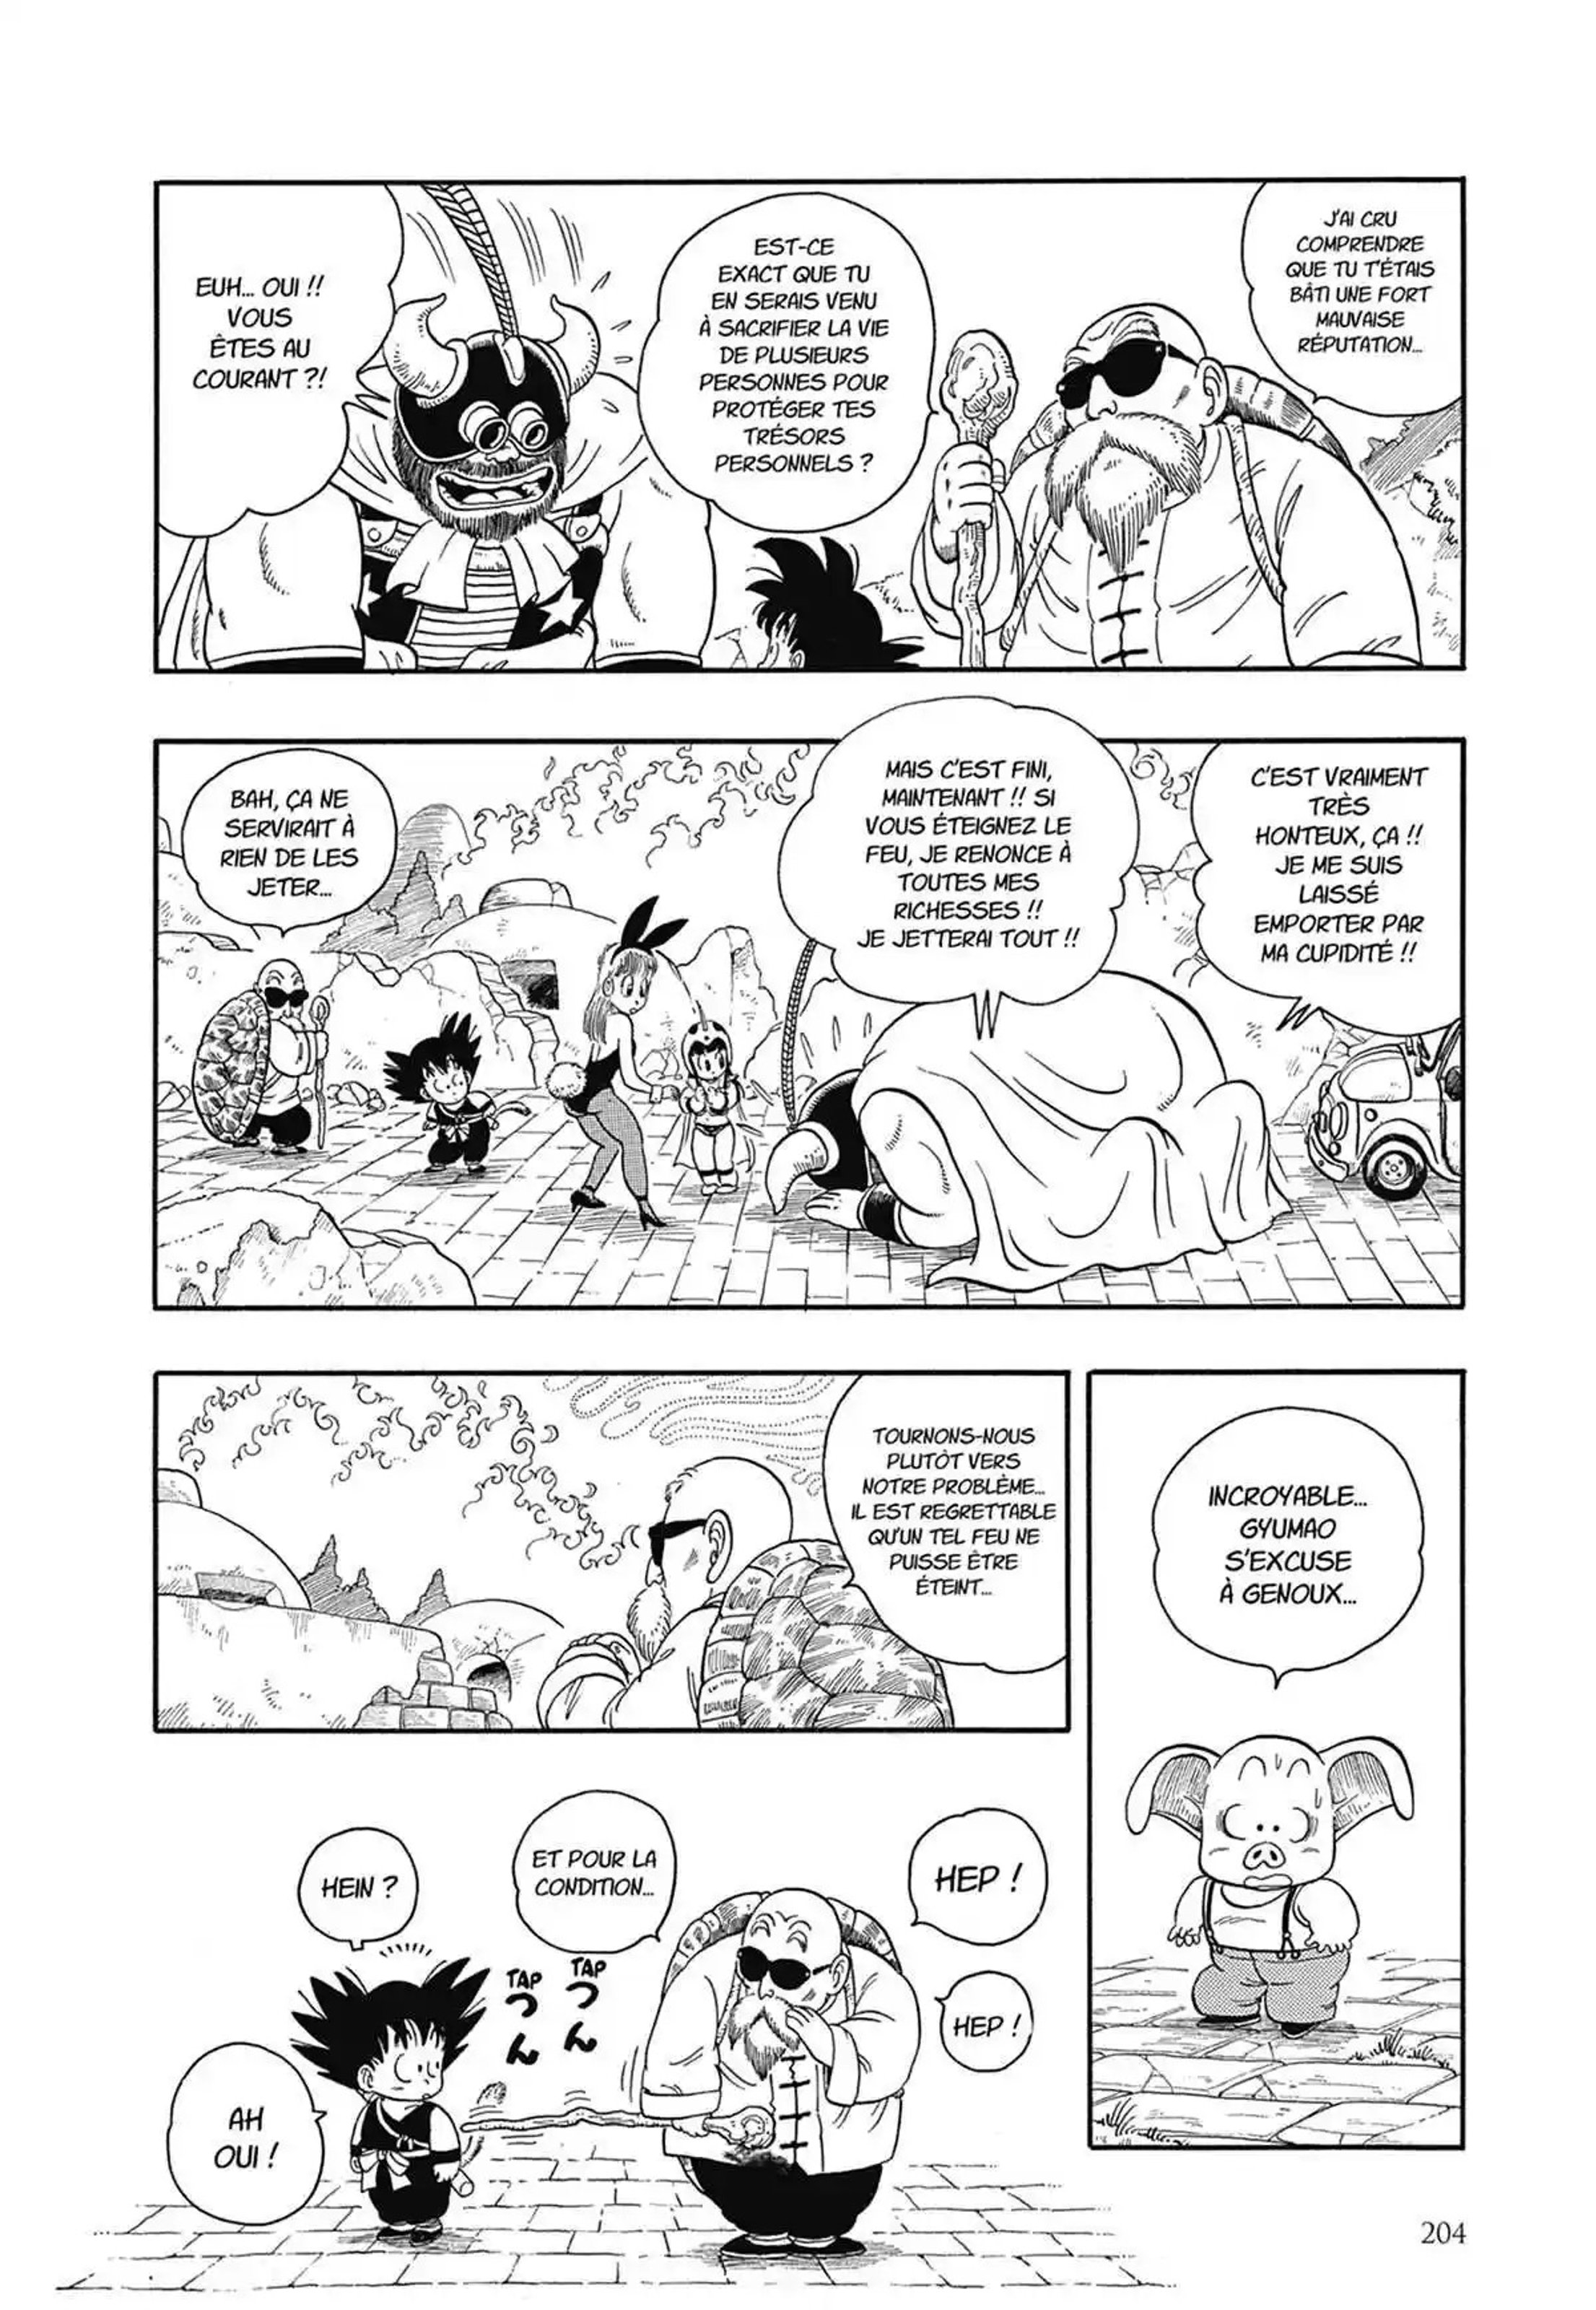 J'AI CRU
COMPRENDRE
QUE TU T'ÉTAIS
BÂTI UNE FORT
MAUVAISE
RÉPUTATION...
EST-CE
EXACT QUE TU
EN SERAIS VENU
À SACRIFIER LA VIE
DE PLUSIEURS
PERSONNES POUR
PROTÉGER TES
TRÉSORS
PERSONNELS ?
EUH... OUI !!
VOUS
ÊTES AU
COURANT ?!
C'EST VRAIMENT
TRÈS
HONTEUX, ÇA !!
JE ME SUIS
LAISSÉ
EMPORTER PAR
MA CUPIDITÉ !!
MAIS C'EST FINI,
MAINTENANT !! SI
VOUS ÉTEIGNEZ LE
FEU, JE RENONCE À
TOUTES MES
RICHESSES !!
JE JETTERAI TOUT !!
BAH, ÇA NE
SERVIRAIT À
RIEN DE LES
JETER...
INCROYABLE...
GYUMAO
S'EXCUSE
À GENOUX...
TOURNONS-NOUS
PLUTÔT VERS
NOTRE PROBLÈME...
IL EST REGRETTABLE
QU'UN TEL FEU NE
PUISSE ÊTRE
ÉTEINT...
HEP !
HEP !
ET POUR LA
CONDITION...
TAP
つん
TAP
つん
HEIN ?
AH
OUI !
204